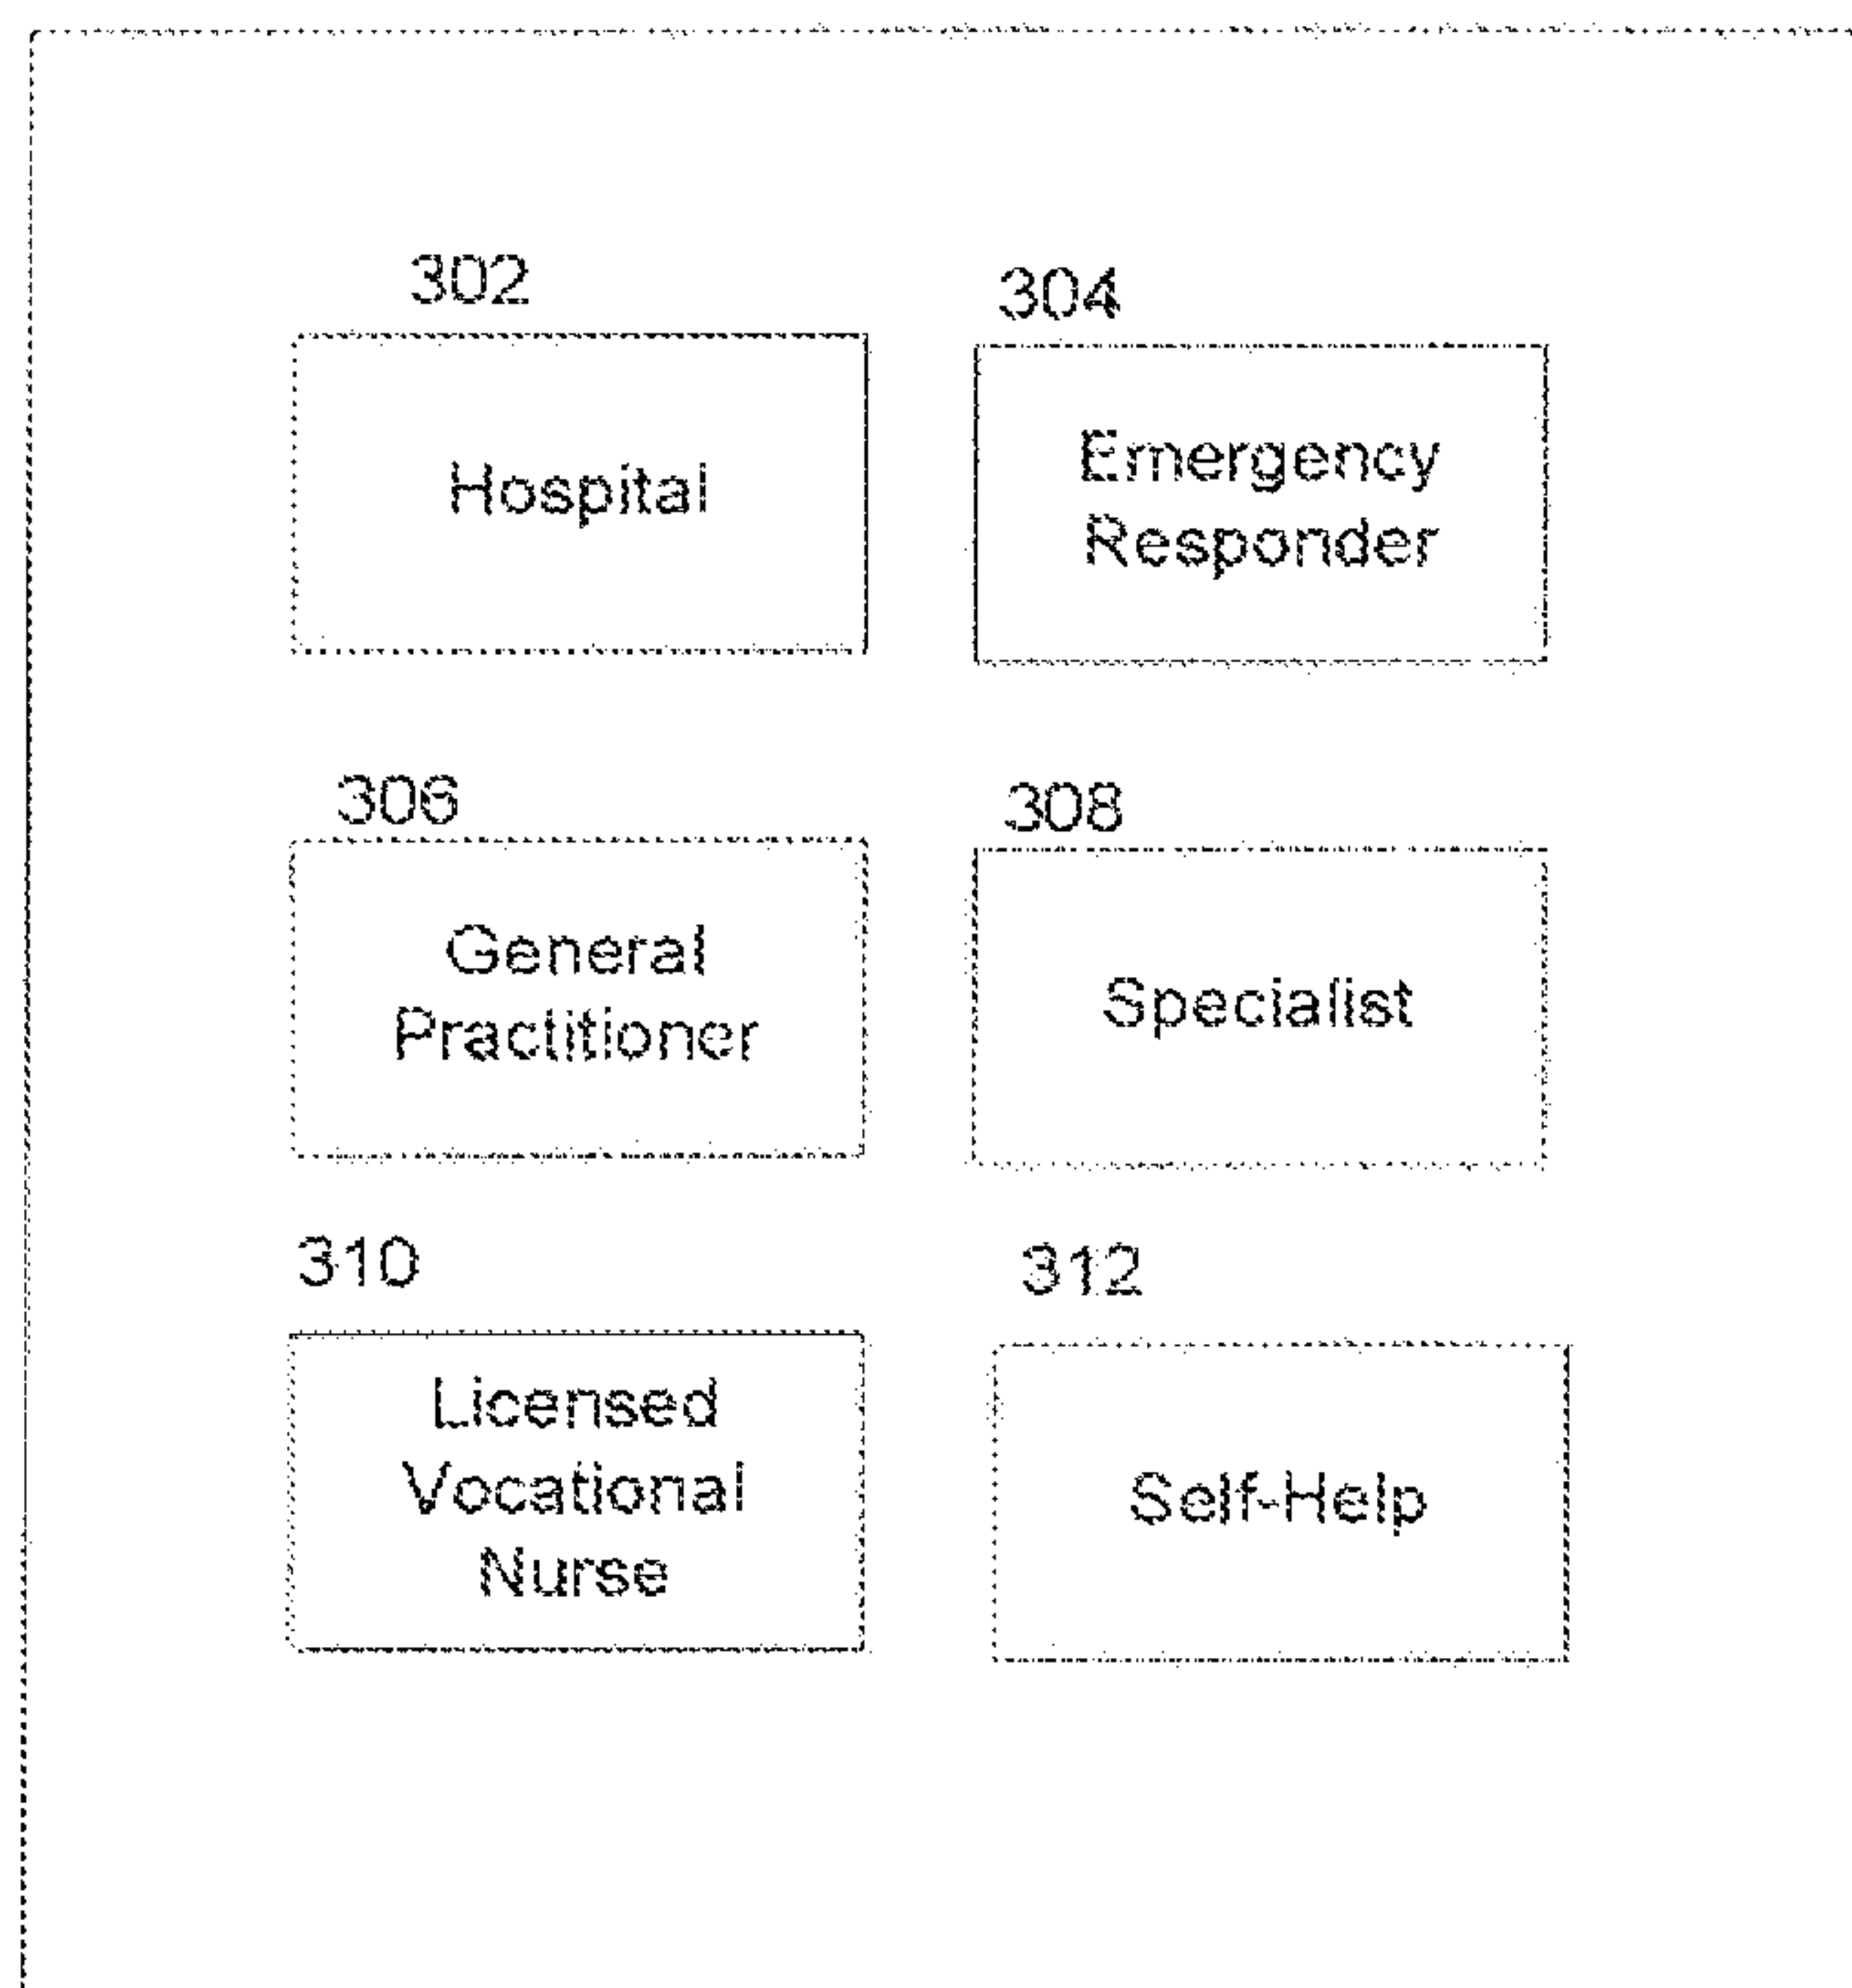 302
Hospital
304
Emergency
Responder
306
General
Practitioner
308
Specialist
310
Licensed
Vocational
Nurse
312
Self-Help